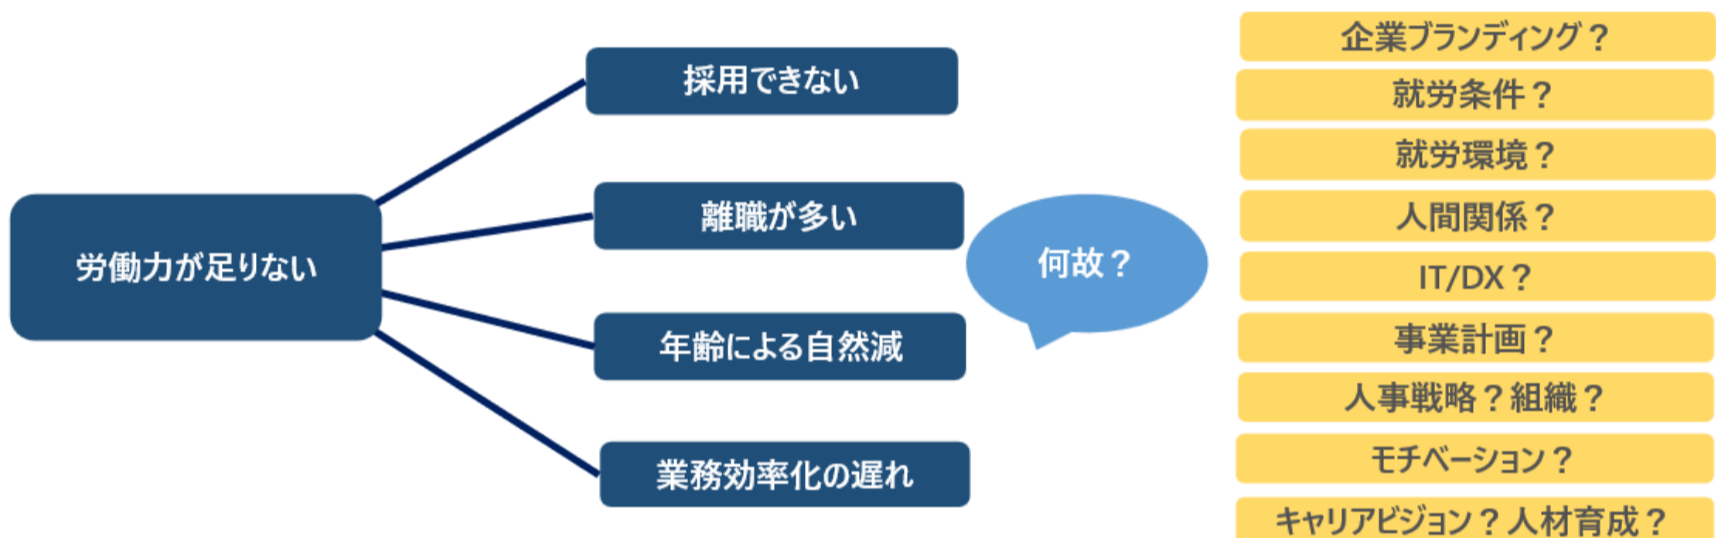 労働力が足りない
採用できない
離職が多い
年齢による自然減
業務効率化の遅れ
何故？
企業ブランディング？
就労条件？
就労環境？
人間関係？
IT/DX？
事業計画？
人事戦略？組織？
モチベーション？
キャリアビジョン？人材育成？